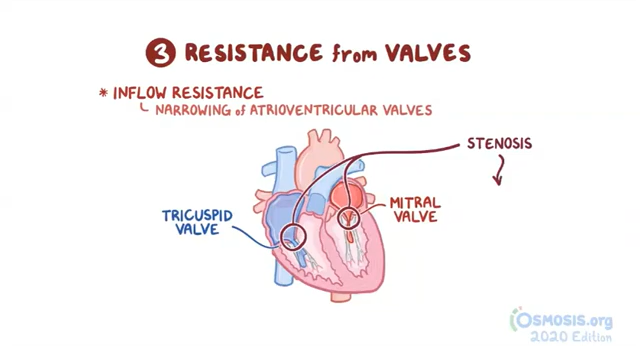 3 RESISTANCE from VALVES
* INFLOW RESISTANCE
NARROWING of ATRIOVENTRICULAR VALVES
STENOSIS
TRICUSPID
VALVE
MITRAL
VALVE
OSMOSIS.org
2020 Edition